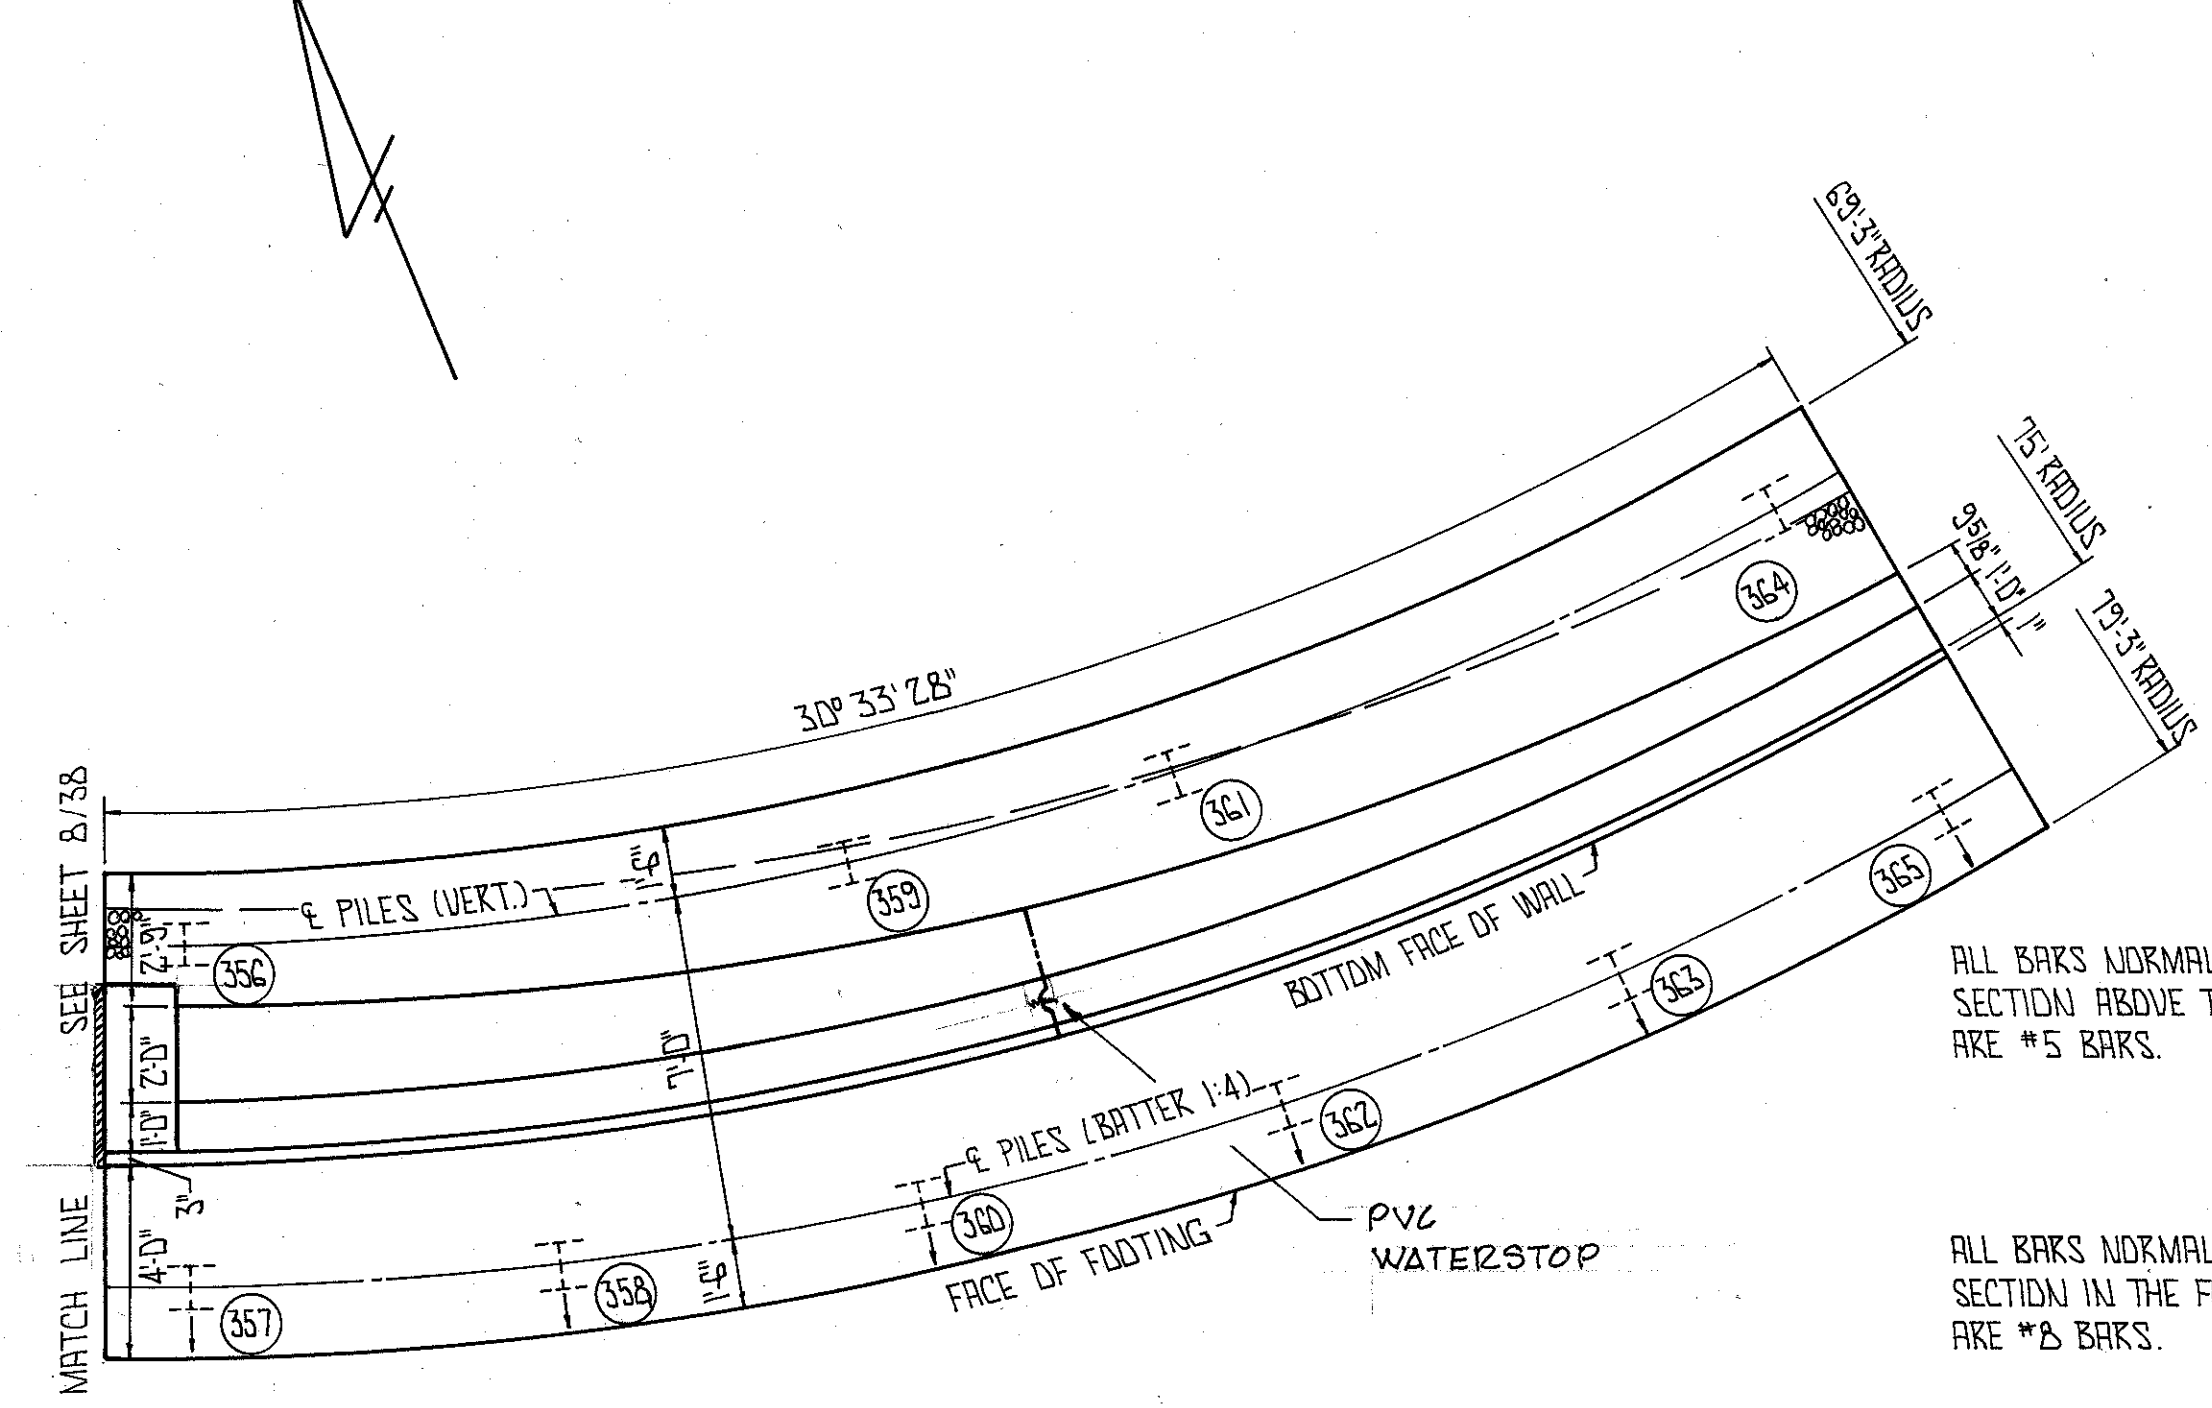 69'-3" RADIUS
75' RADIUS
9 5/8" 1'-0"
1"
79'-3" RADIUS
30° 33' 28"
SEE SHEET 8/38
MATCH LINE
℄ PILES (VERT.)
1'-6"
364
361
359
356
2'-9"
2'-0"
1'-0"
3"
4'-0"
7'-0"
BOTTOM FACE OF WALL
365
363
℄ PILES (BATTER 1:4)
362
360
358
357
1'-6"
FACE OF FOOTING
PVC
WATERSTOP
ALL BARS NORMAL
SECTION ABOVE T
ARE #5 BARS.
ALL BARS NORMAL
SECTION IN THE F
ARE #8 BARS.